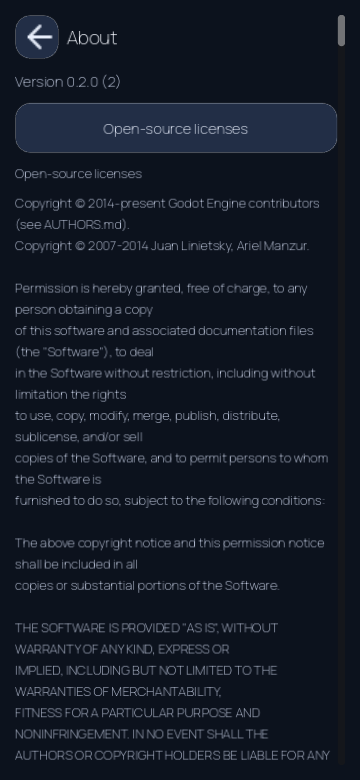 About
Version 0.2.0 (2)
Open-source licenses
Open-source licenses
Copyright © 2014-present Godot Engine contributors
(see AUTHORS.md).
Copyright © 2007-2014 Juan Linietsky, Ariel Manzur.
Permission is hereby granted, free of charge, to any
person obtaining a copy
of this software and associated documentation files
(the "Software"), to deal
in the Software without restriction, including without
limitation the rights
to use, copy, modify, merge, publish, distribute,
sublicense, and/or sell
copies of the Software, and to permit persons to whom
the Software is
furnished to do so, subject to the following conditions:
The above copyright notice and this permission notice
shall be included in all
copies or substantial portions of the Software.
THE SOFTWARE IS PROVIDED "AS IS", WITHOUT
WARRANTY OF ANY KIND, EXPRESS OR
IMPLIED, INCLUDING BUT NOT LIMITED TO THE
WARRANTIES OF MERCHANTABILITY,
FITNESS FOR A PARTICULAR PURPOSE AND
NONINFRINGEMENT. IN NO EVENT SHALL THE
AUTHORS OR COPYRIGHT HOLDERS BE LIABLE FOR ANY